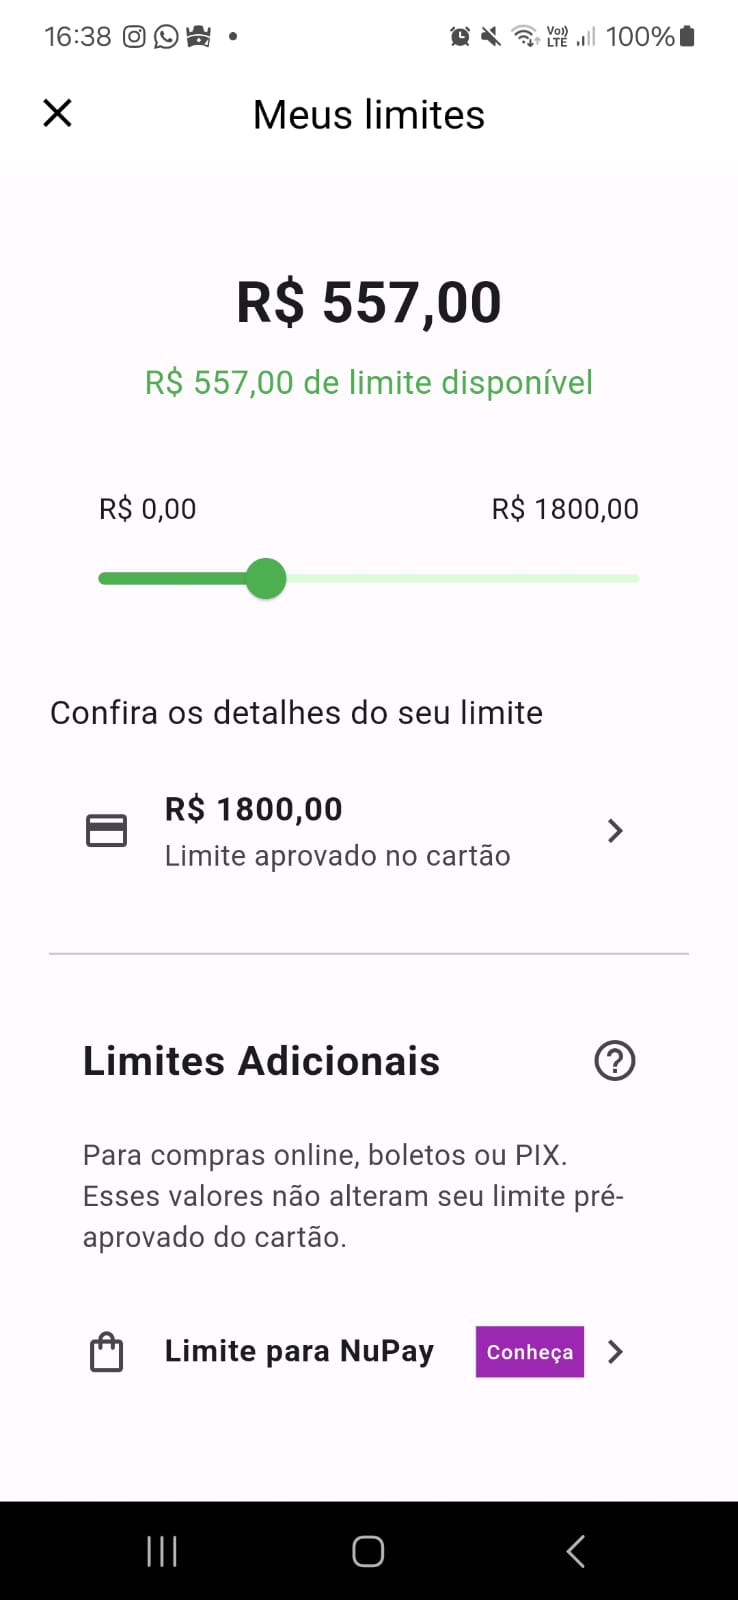 16:38
Vo))
LTE
100%
Meus limites
R$ 557,00
R$ 557,00 de limite disponível
R$ 0,00
R$ 1800,00
Confira os detalhes do seu limite
R$ 1800,00
Limite aprovado no cartão
Limites Adicionais
Para compras online, boletos ou PIX.
Esses valores não alteram seu limite pré-
aprovado do cartão.
Limite para NuPay
Conheça